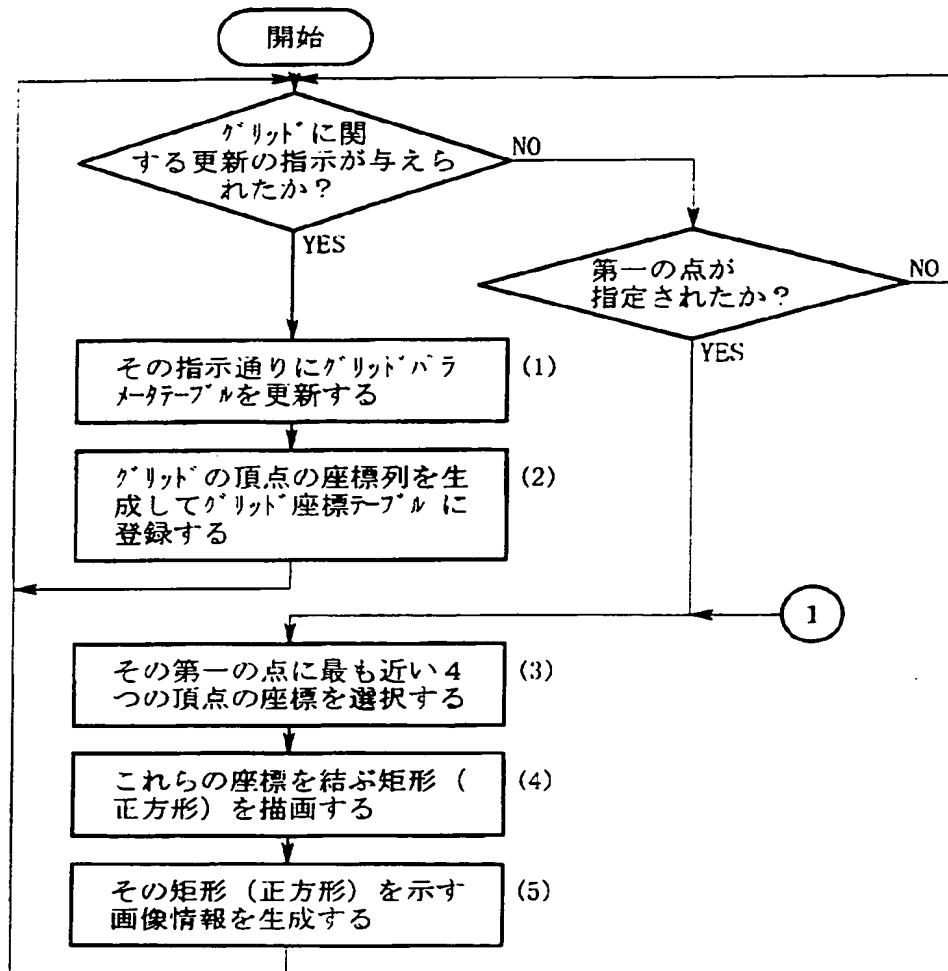 開始
グリッドに関
する更新の指示が与えら
れたか？
NO
YES
第一の点が
指定されたか？
NO
YES
その指示通りにグリッドパラ
メータテーブルを更新する
(1)
グリッドの頂点の座標列を生
成してグリッド座標テーブル に
登録する
(2)
1
その第一の点に最も近い４
つの頂点の座標を選択する
(3)
これらの座標を結ぶ矩形（
正方形）を描画する
(4)
その矩形（正方形）を示す
画像情報を生成する
(5)